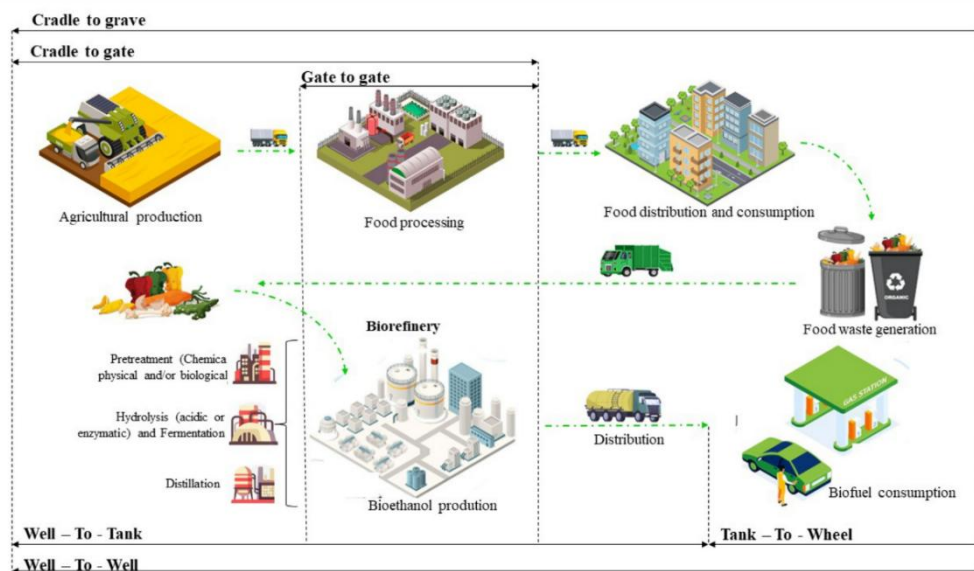 Cradle to grave
Cradle to gate
Gate to gate
Agricultural production
Food processing
Food distribution and consumption
ORGANIC
Food waste generation
Biorefinery
Pretreatment (Chemica
physical and/or biological
Hydrolysis (acidic or
enzymatic) and Fermentation
Distillation
Bioethanol prodution
Distribution
GAS STATION
Biofuel consumption
Well – To - Tank
Tank – To - Wheel
Well – To - Well